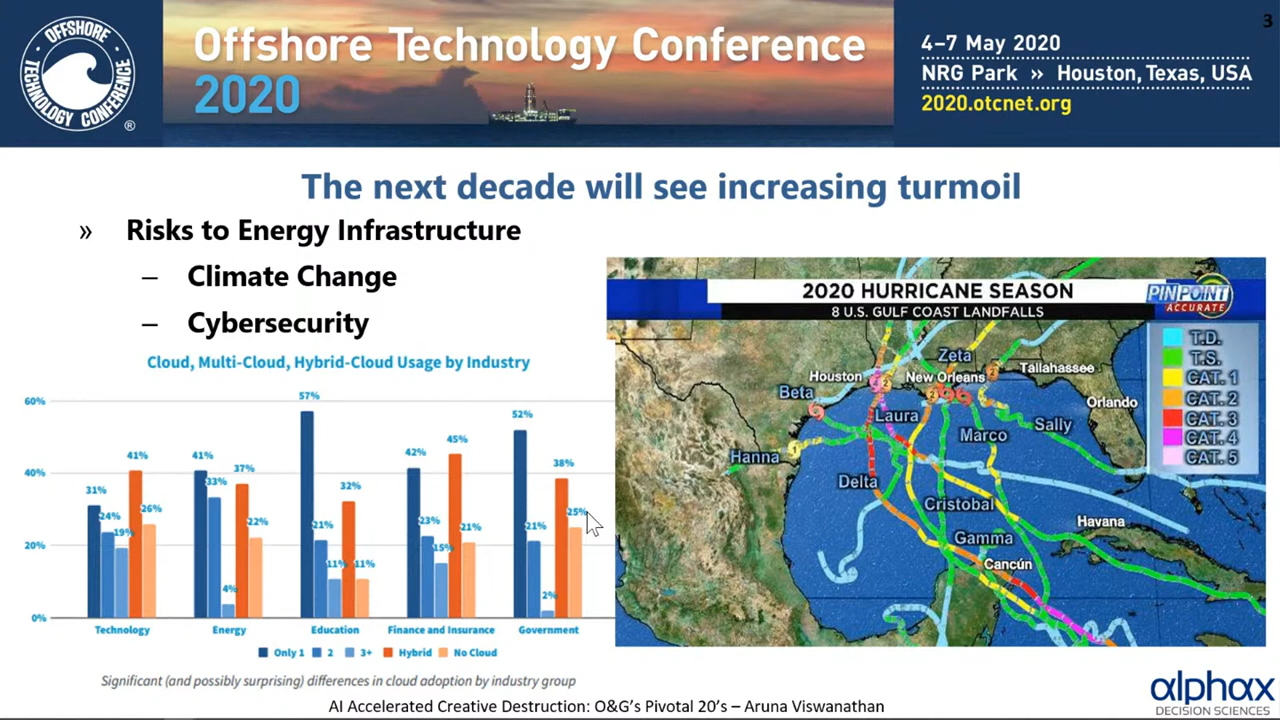 3
OFFSHORE TECHNOLOGY CONFERENCE
®
Offshore Technology Conference
2020
4–7 May 2020
NRG Park » Houston, Texas, USA
2020.otcnet.org
The next decade will see increasing turmoil
» Risks to Energy Infrastructure
– Climate Change
– Cybersecurity
Cloud, Multi-Cloud, Hybrid-Cloud Usage by Industry
60%
40%
20%
0%
31%
24%
19%
41%
26%
41%
33%
4%
37%
22%
57%
21%
11%
32%
11%
42%
23%
15%
45%
21%
52%
21%
2%
38%
25%
Technology
Energy
Education
Finance and Insurance
Government
Only 1 2 3+ Hybrid No Cloud
Significant (and possibly surprising) differences in cloud adoption by industry group
2020 HURRICANE SEASON
8 U.S. GULF COAST LANDFALLS
PINPOINT
ACCURATE
T.D.
T.S.
CAT. 1
CAT. 2
CAT. 3
CAT. 4
CAT. 5
Zeta
Houston
New Orleans
Tallahassee
Beta
Orlando
Laura
Sally
Marco
Hanna
Delta
Cristobal
Havana
Gamma
Cancún
AI Accelerated Creative Destruction: O&G's Pivotal 20's – Aruna Viswanathan
alphax
DECISION SCIENCES